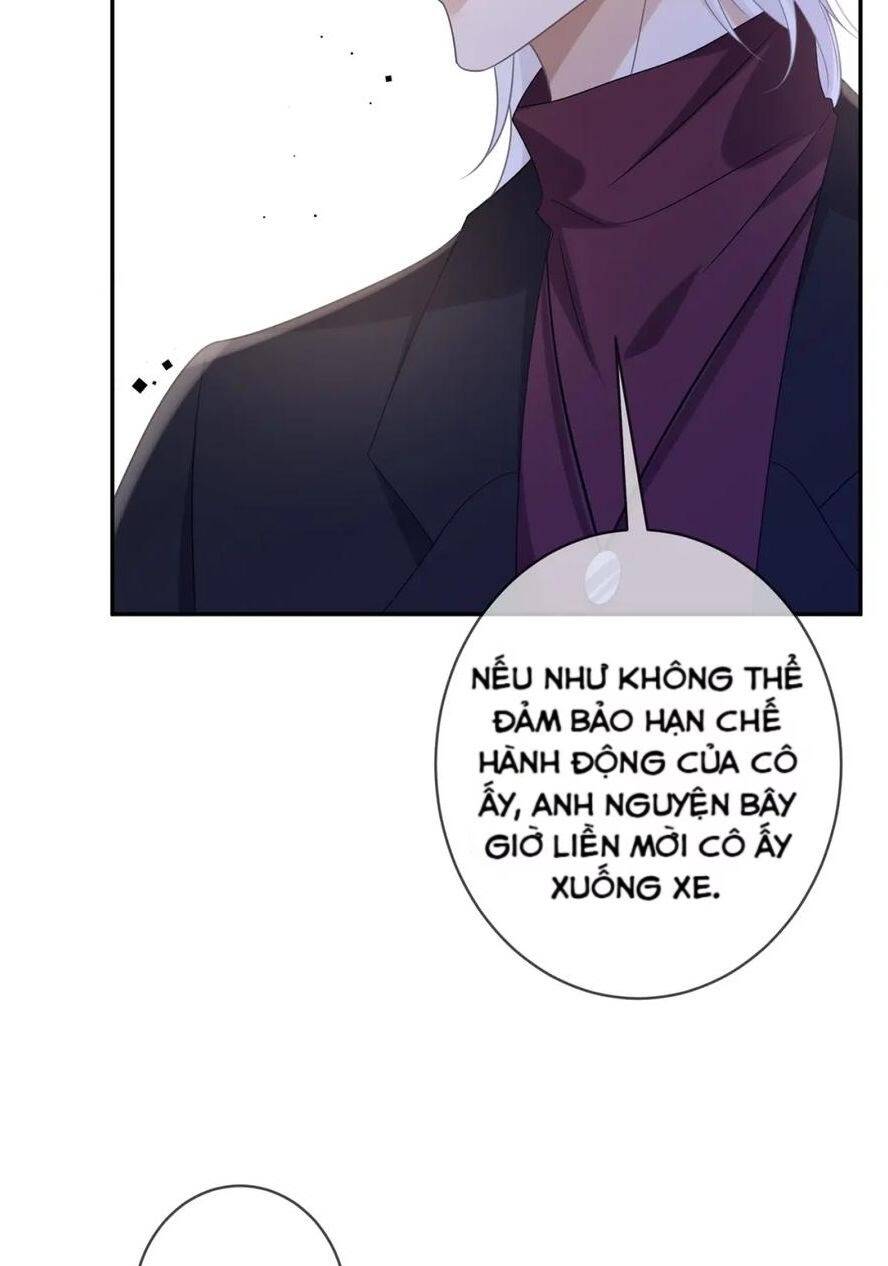 NẾU NHƯ KHÔNG THỂ
ĐẢM BẢO HẠN CHẾ
HÀNH ĐỘNG CỦA CÔ
ẤY, ANH NGUYỆN BÂY
GIỜ LIỀN MỜI CÔ ẤY
XUỐNG XE.